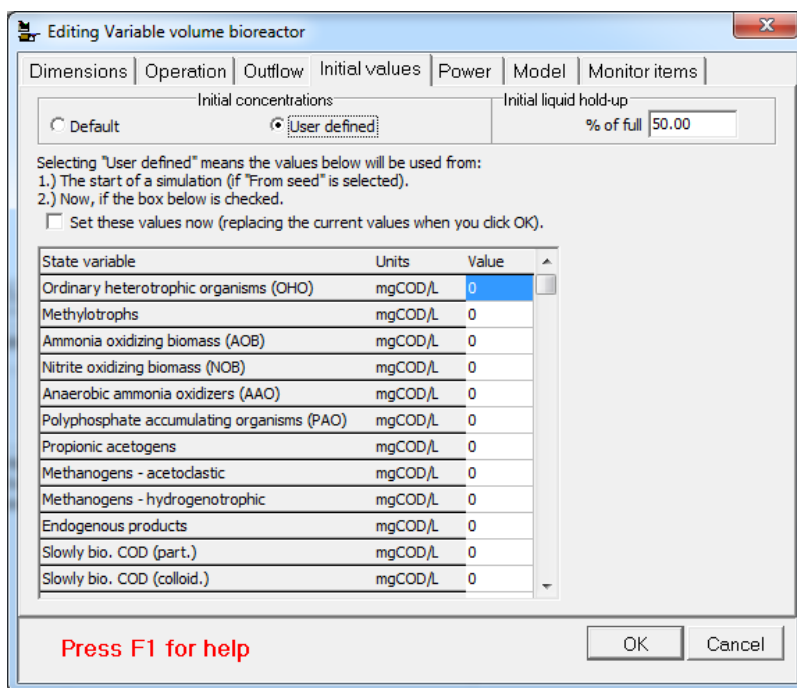 Editing Variable volume bioreactor
Dimensions Operation Outflow Initial values Power Model Monitor items
Initial concentrations Initial liquid hold-up
Default User defined % of full 50.00
Selecting "User defined" means the values below will be used from:
1.) The start of a simulation (if "From seed" is selected).
2.) Now, if the box below is checked.
Set these values now (replacing the current values when you click OK).
State variable Units Value
Ordinary heterotrophic organisms (OHO) mgCOD/L 0
Methylotrophs mgCOD/L 0
Ammonia oxidizing biomass (AOB) mgCOD/L 0
Nitrite oxidizing biomass (NOB) mgCOD/L 0
Anaerobic ammonia oxidizers (AAO) mgCOD/L 0
Polyphosphate accumulating organisms (PAO) mgCOD/L 0
Propionic acetogens mgCOD/L 0
Methanogens - acetoclastic mgCOD/L 0
Methanogens - hydrogenotrophic mgCOD/L 0
Endogenous products mgCOD/L 0
Slowly bio. COD (part.) mgCOD/L 0
Slowly bio. COD (colloid.) mgCOD/L 0
Press F1 for help OK Cancel